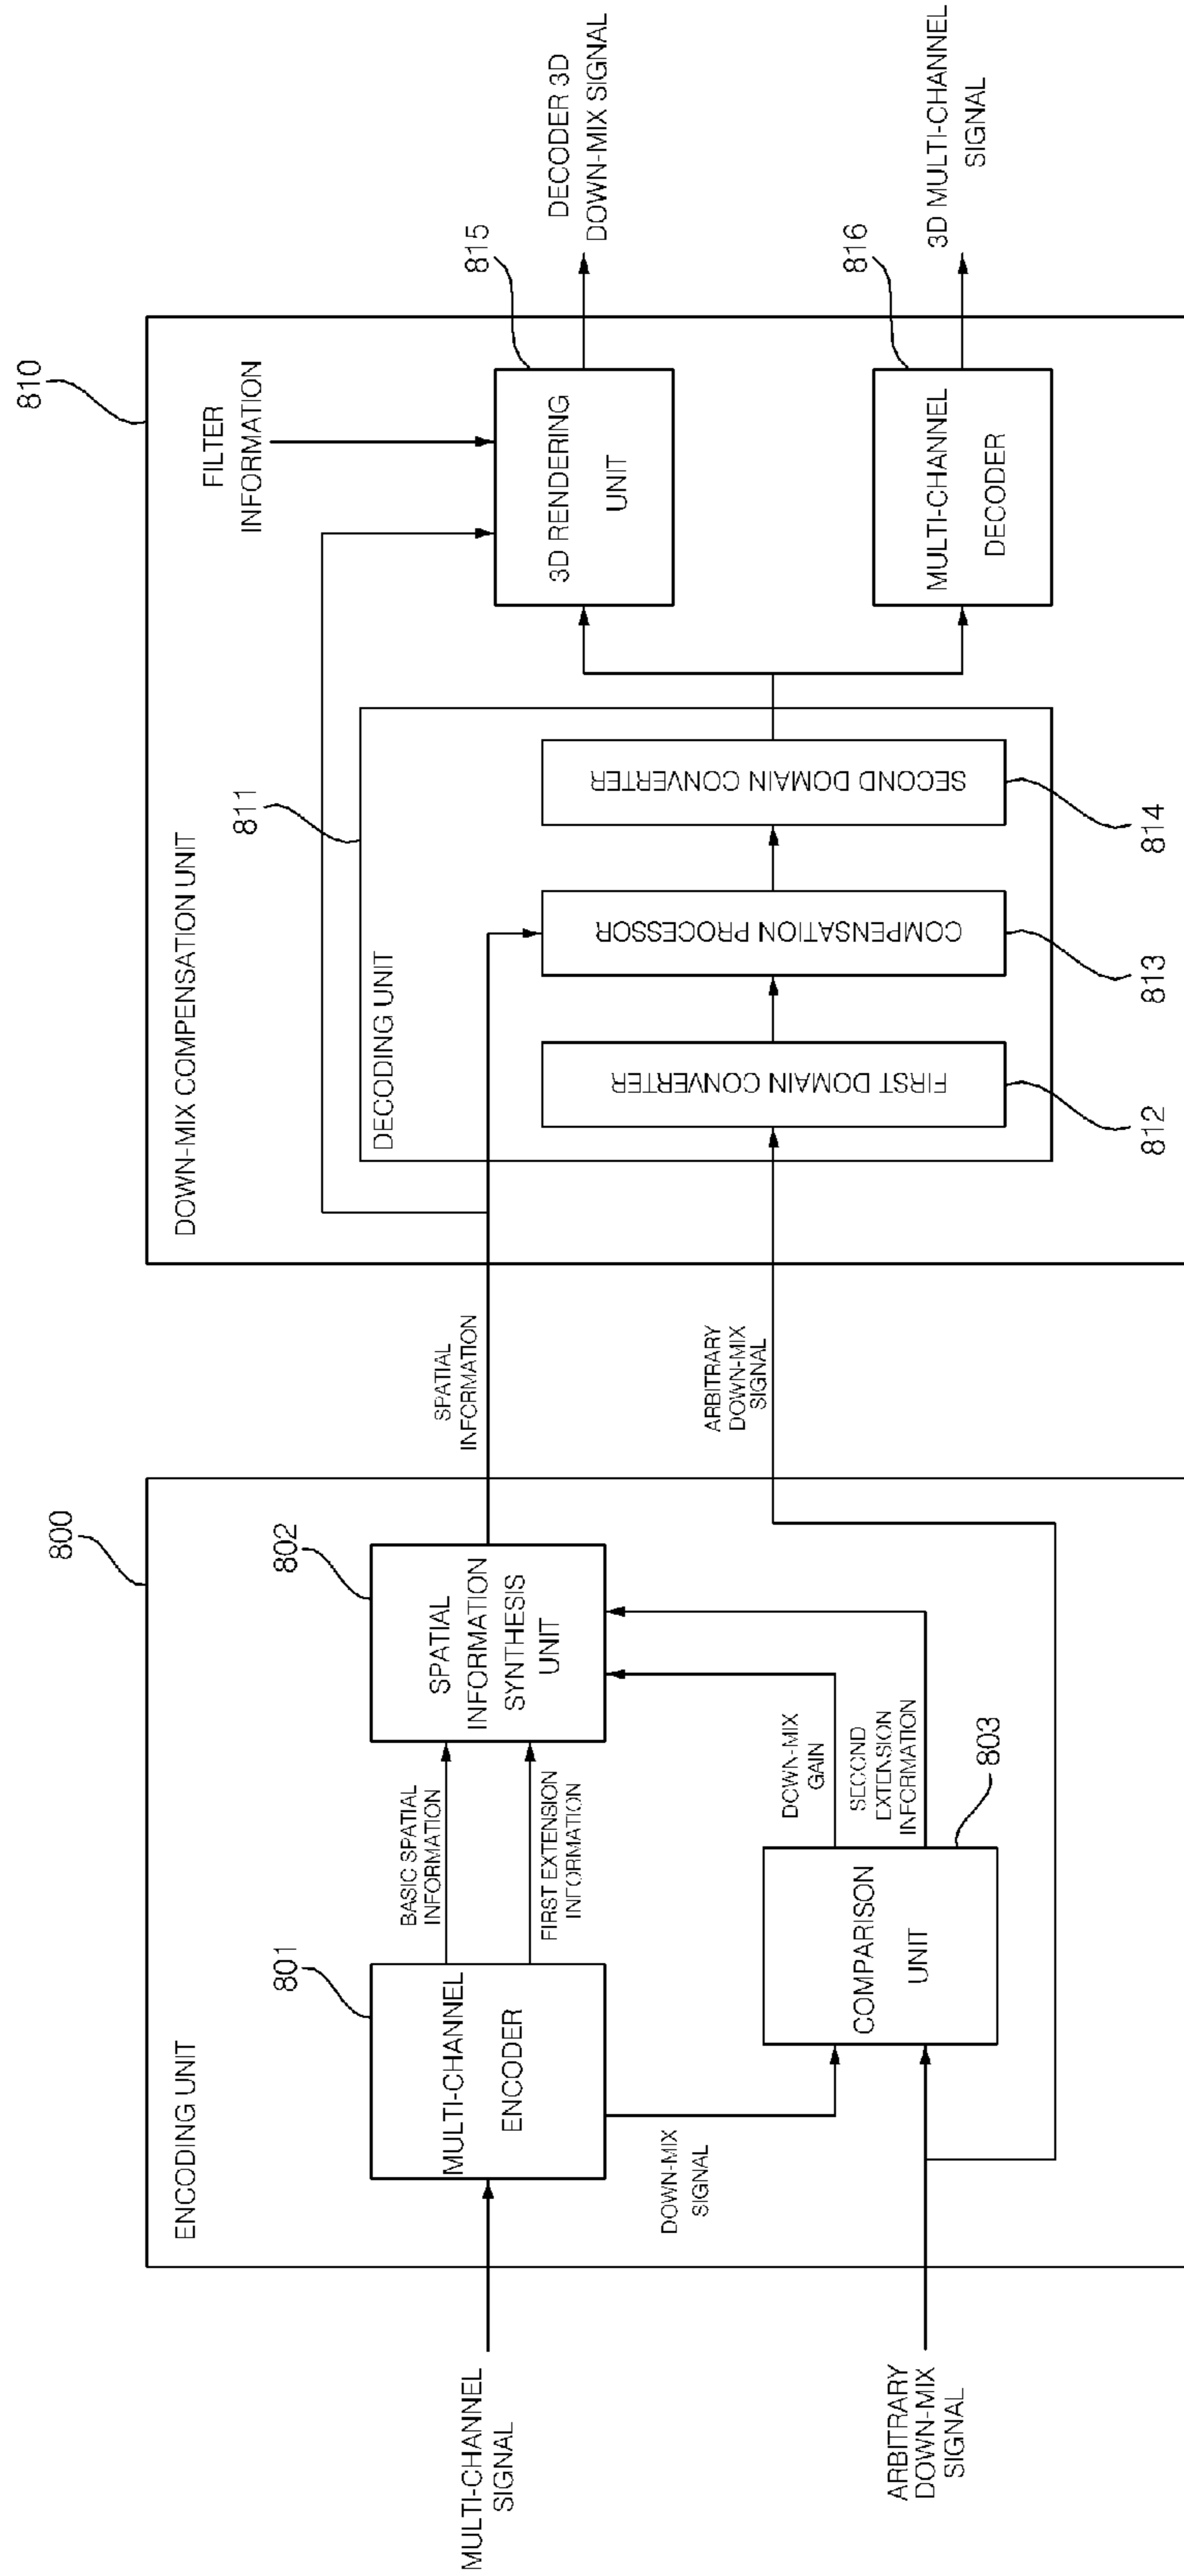 ENCODING UNIT
800
MULTI-CHANNEL
SIGNAL
801
MULTI-CHANNEL
ENCODER
BASIC SPATIAL
INFORMATION
FIRST EXTENSION
INFORMATION
802
SPATIAL
INFORMATION
SYNTHESIS
UNIT
DOWN-MIX
SIGNAL
ARBITRARY
DOWN-MIX
SIGNAL
COMPARISON
UNIT
803
DOWN-MIX
GAIN
SECOND
EXTENSION
INFORMATION
SPATIAL
INFORMATION
ARBITRARY
DOWN-MIX
SIGNAL
DOWN-MIX COMPENSATION UNIT
810
DECODING UNIT
811
FIRST DOMAIN CONVERTER
812
COMPENSATION PROCESSOR
813
SECOND DOMAIN CONVERTER
814
FILTER
INFORMATION
3D RENDERING
UNIT
815
DECODER 3D
DOWN-MIX SIGNAL
MULTI-CHANNEL
DECODER
816
3D MULTI-CHANNEL
SIGNAL